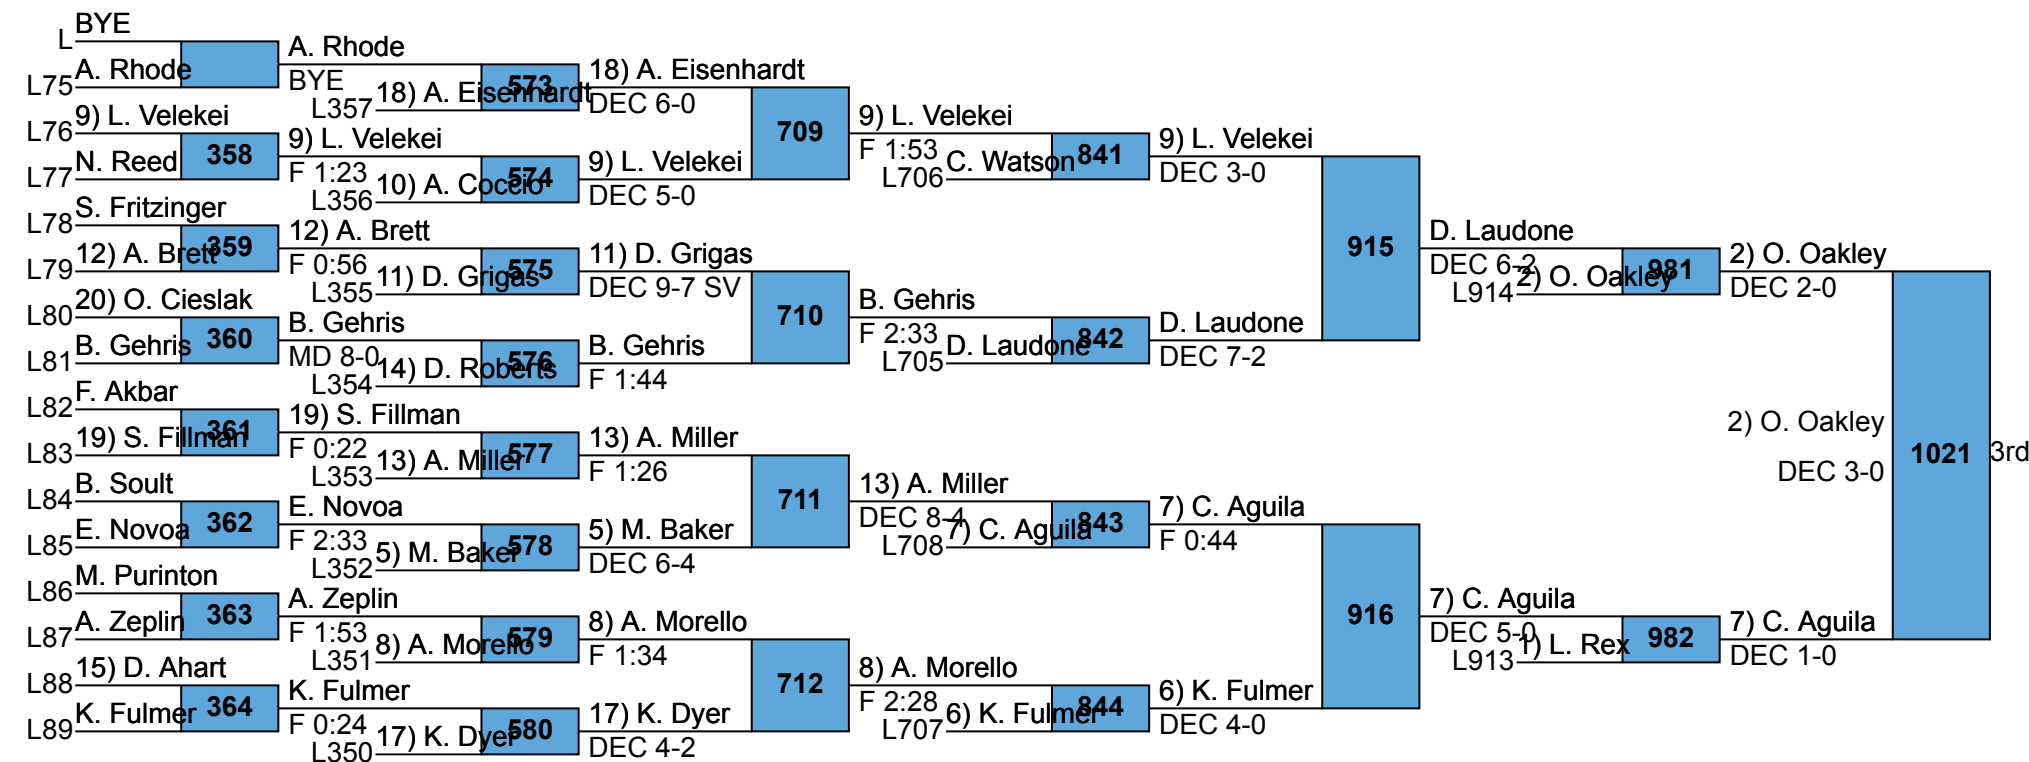 BYE
L
A. Rhode
L75
9) L. Velekei
L76
358
N. Reed
L77
S. Fritzinger
L78
359
12) A. Brett
L79
20) O. Cieslak
L80
360
B. Gehris
L81
F. Akbar
L82
361
19) S. Fillman
L83
B. Soult
L84
362
E. Novoa
L85
M. Purinton
L86
363
A. Zeplin
L87
15) D. Ahart
L88
364
K. Fulmer
L89
A. Rhode
BYE
573
L357
18) A. Eisenhardt
9) L. Velekei
F 1:23
574
L356
10) A. Coccio
12) A. Brett
F 0:56
575
L355
11) D. Grigas
B. Gehris
MD 8-0
576
L354
14) D. Roberts
19) S. Fillman
F 0:22
577
L353
13) A. Miller
E. Novoa
F 2:33
578
L352
5) M. Baker
A. Zeplin
F 1:53
579
L351
8) A. Morello
K. Fulmer
F 0:24
580
L350
17) K. Dyer
18) A. Eisenhardt
DEC 6-0
709
9) L. Velekei
DEC 5-0
11) D. Grigas
DEC 9-7 SV
710
B. Gehris
F 1:44
13) A. Miller
F 1:26
711
5) M. Baker
DEC 6-4
8) A. Morello
F 1:34
712
17) K. Dyer
DEC 4-2
9) L. Velekei
F 1:53
841
L706
C. Watson
B. Gehris
F 2:33
842
L705
D. Laudone
13) A. Miller
DEC 8-4
843
L708
7) C. Aguila
8) A. Morello
F 2:28
844
L707
6) K. Fulmer
9) L. Velekei
DEC 3-0
915
D. Laudone
DEC 7-2
7) C. Aguila
F 0:44
916
6) K. Fulmer
DEC 4-0
D. Laudone
DEC 6-2
981
L914
2) O. Oakley
7) C. Aguila
DEC 5-0
982
L913
1) L. Rex
2) O. Oakley
DEC 2-0
2) O. Oakley
DEC 3-0
1021
3rd
7) C. Aguila
DEC 1-0